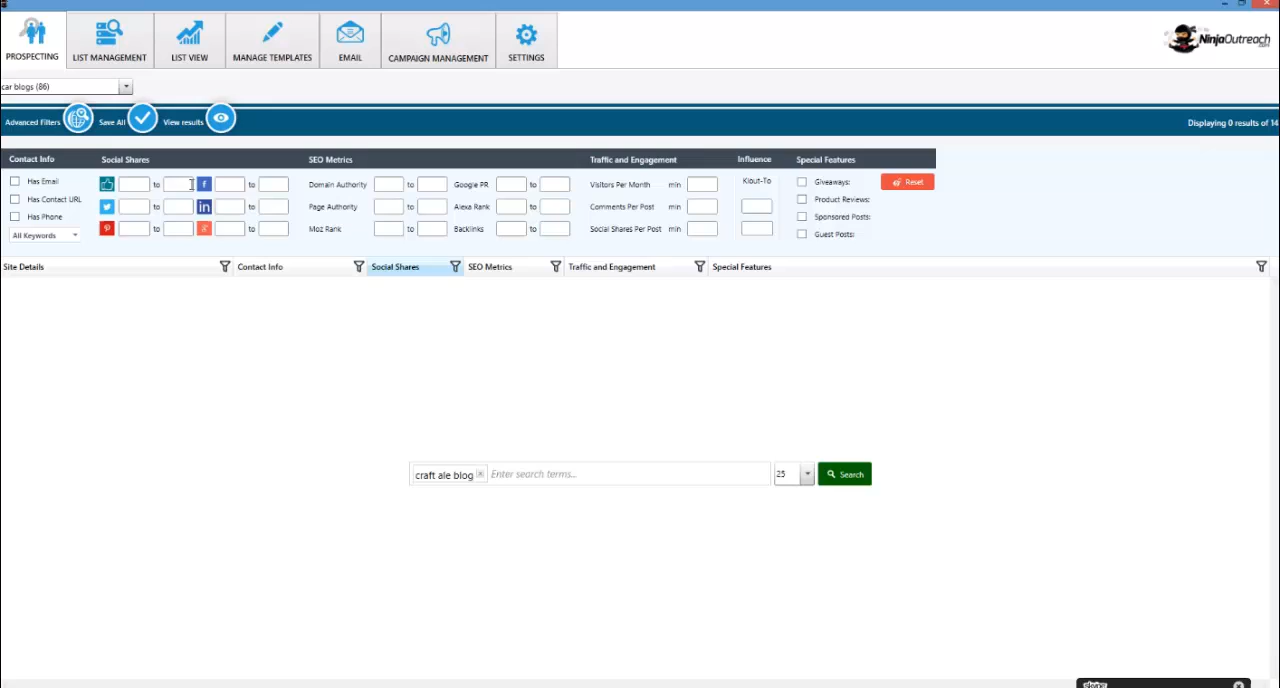 PROSPECTING
LIST MANAGEMENT
LIST VIEW
MANAGE TEMPLATES
EMAIL
CAMPAIGN MANAGEMENT
SETTINGS
NinjaOutreach
car blogs (86)
Advanced Filters
Save All
View results
Displaying 0 results of 14
Contact Info Social Shares SEO Metrics Traffic and Engagement Influence Special Features
Has Email to f to Domain Authority to Google PR to Visitors Per Month min Klout-To Giveaways: Reset
Has Contact URL to in to Page Authority to Alexa Rank to Comments Per Post min Product Reviews:
Has Phone Sponsored Posts:
All Keywords to to Moz Rank to Backlinks to Social Shares Per Post min Guest Posts:
Site Details Contact Info Social Shares SEO Metrics Traffic and Engagement Special Features
craft ale blog Enter search terms... 25 Search